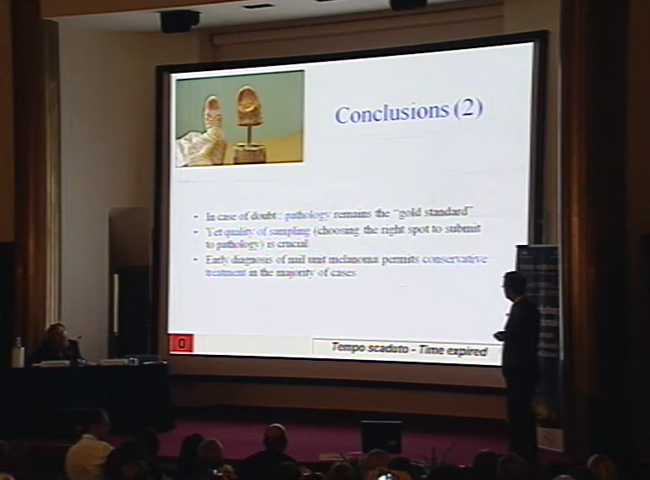 Conclusions (2)
• In case of doubt : pathology remains the "gold standard"
• Yet quality of sampling (choosing the right spot to submit
to pathology) is crucial
• Early diagnosis of nail unit melanoma permits conservative
treatment in the majority of cases
0
Tempo scaduto - Time expired